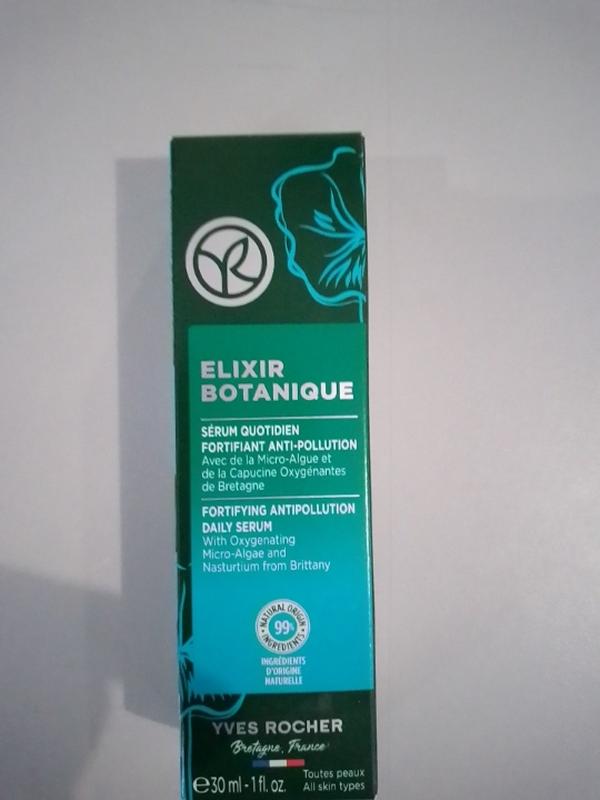 ELIXIR
BOTANIQUE
SÉRUM QUOTIDIEN
FORTIFIANT ANTI-POLLUTION
Avec de la Micro-Algue et
de la Capucine Oxygénantes
de Bretagne
FORTIFYING ANTIPOLLUTION
DAILY SERUM
With Oxygenating
Micro-Algae and
Nasturtium from Brittany
NATURAL ORIGIN
99%
INGREDIENTS
INGRÉDIENTS
D'ORIGINE
NATURELLE
YVES ROCHER
Bretagne, France
℮30 ml - 1 fl. oz.
Toutes peaux
All skin types